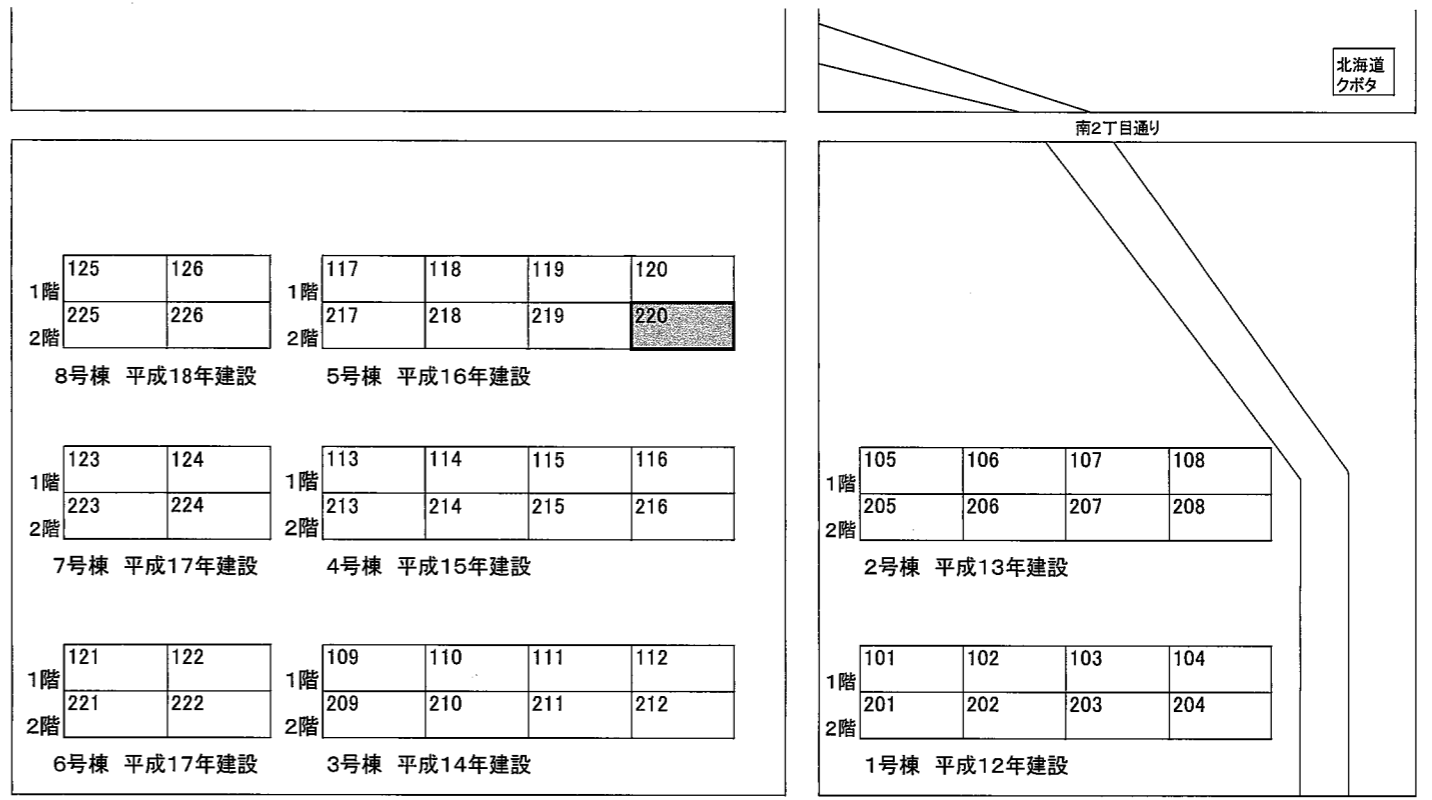 北海道
クボタ
南2丁目通り
125 126
1階
225 226
2階
8号棟 平成18年建設
117 118 119 120
1階
217 218 219 220
2階
5号棟 平成16年建設
123 124
1階
223 224
2階
7号棟 平成17年建設
113 114 115 116
1階
213 214 215 216
2階
4号棟 平成15年建設
105 106 107 108
1階
205 206 207 208
2階
2号棟 平成13年建設
121 122
1階
221 222
2階
6号棟 平成17年建設
109 110 111 112
1階
209 210 211 212
2階
3号棟 平成14年建設
101 102 103 104
1階
201 202 203 204
2階
1号棟 平成12年建設